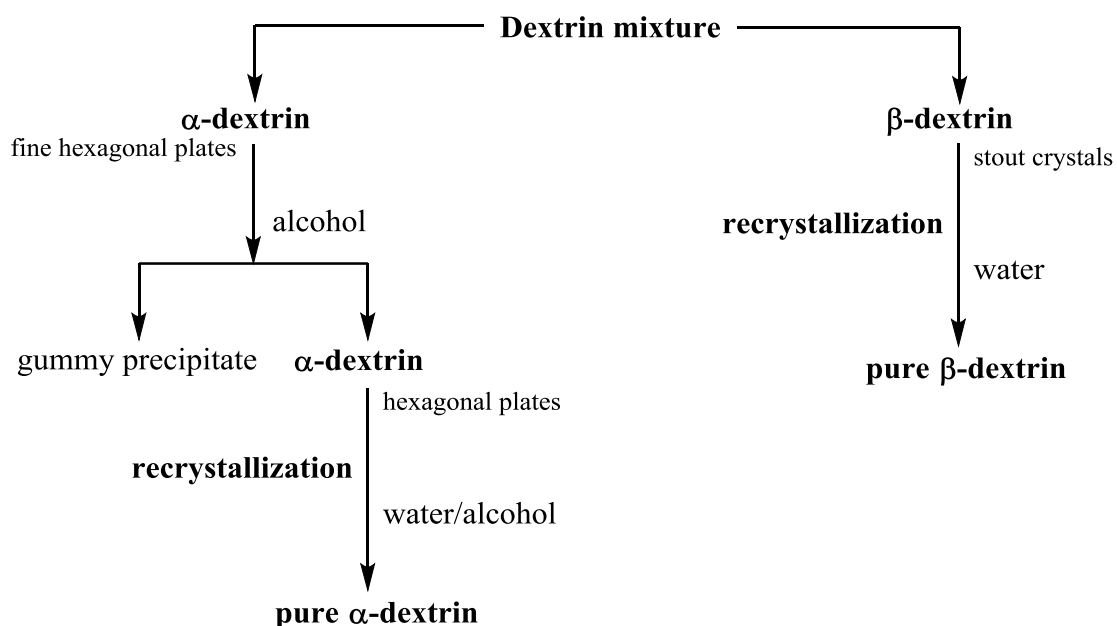 Dextrin mixture
α-dextrin
fine hexagonal plates
β-dextrin
stout crystals
alcohol
recrystallization
water
gummy precipitate
α-dextrin
hexagonal plates
pure β-dextrin
recrystallization
water/alcohol
pure α-dextrin